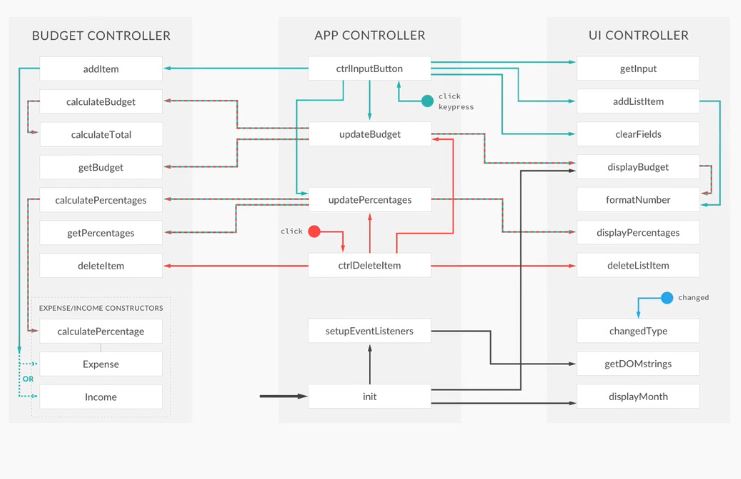 BUDGET CONTROLLER
addItem
calculateBudget
calculateTotal
getBudget
calculatePercentages
getPercentages
deleteItem
EXPENSE/INCOME CONSTRUCTORS
calculatePercentage
Expense
OR
Income
APP CONTROLLER
ctrlInputButton
click
keypress
updateBudget
updatePercentages
click
ctrlDeleteItem
setupEventListeners
init
UI CONTROLLER
getInput
addListItem
clearFields
displayBudget
formatNumber
displayPercentages
deleteListItem
changed
changedType
getDOMstrings
displayMonth